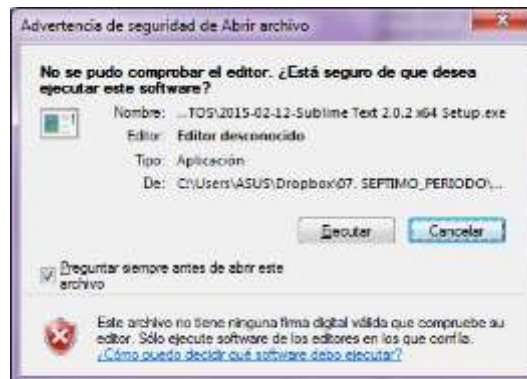 Advertencia de seguridad de Abrir archivo
No se pudo comprobar el editor. ¿Está seguro de que desea
ejecutar este software?
Nombre: ...TOS\2015-02-12-Sublime Text 2.0.2 x64 Setup.exe
Editor: Editor desconocido
Tipo: Aplicación
De: C:\Users\ASUS\Dropbox\07. SEPTIMO_PERIODO\...
Ejecutar Cancelar
Preguntar siempre antes de abrir este
archivo
Este archivo no tiene ninguna firma digital válida que compruebe su
editor. Sólo ejecute software de los editores en los que confía.
¿Cómo puedo decidir qué software debo ejecutar?